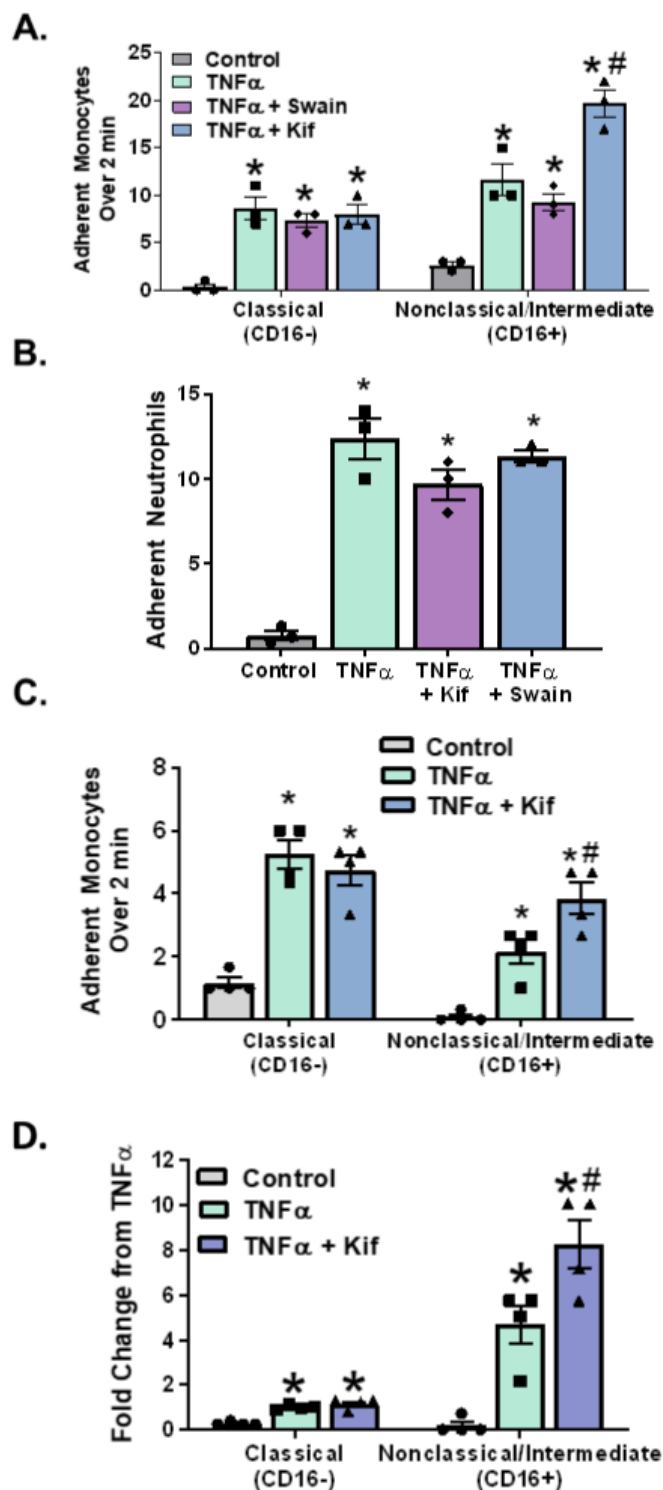 A.
Adherent Monocytes
Over 2 min
25
20
15
10
5
0
Control
TNFα
TNFα + Swain
TNFα + Kif
*
*
*
*
*
* #
Classical
(CD16-)
Nonclassical/Intermediate
(CD16+)
B.
Adherent Neutrophils
15
10
5
0
*
*
*
Control
TNFα
TNFα
+ Kif
TNFα
+ Swain
C.
Adherent Monocytes
Over 2 min
8
6
4
2
0
Control
TNFα
TNFα + Kif
*
*
*
*#
Classical
(CD16-)
Nonclassical/Intermediate
(CD16+)
D.
Fold Change from TNFα
12
10
8
6
4
2
0
Control
TNFα
TNFα + Kif
*
*
*
*#
Classical
(CD16-)
Nonclassical/Intermediate
(CD16+)